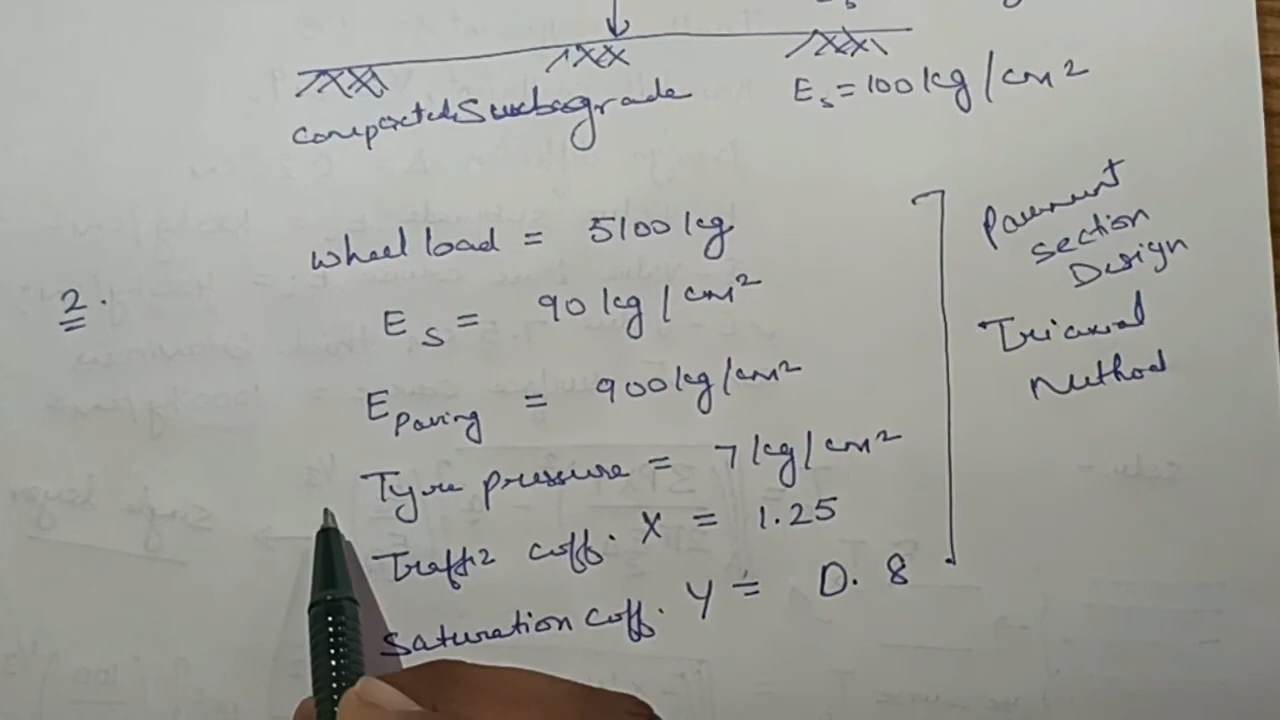 Compacted Subgrade
Es = 100 kg/cm²
2.
Wheel load = 5100 kg
Es = 90 kg/cm²
EPaving = 900 kg/cm²
Tyre pressure = 7 kg/cm²
Traffic coff. X = 1.25
Saturation coff. Y = 0.8
Pavement
section
Design
Triaxial
Method